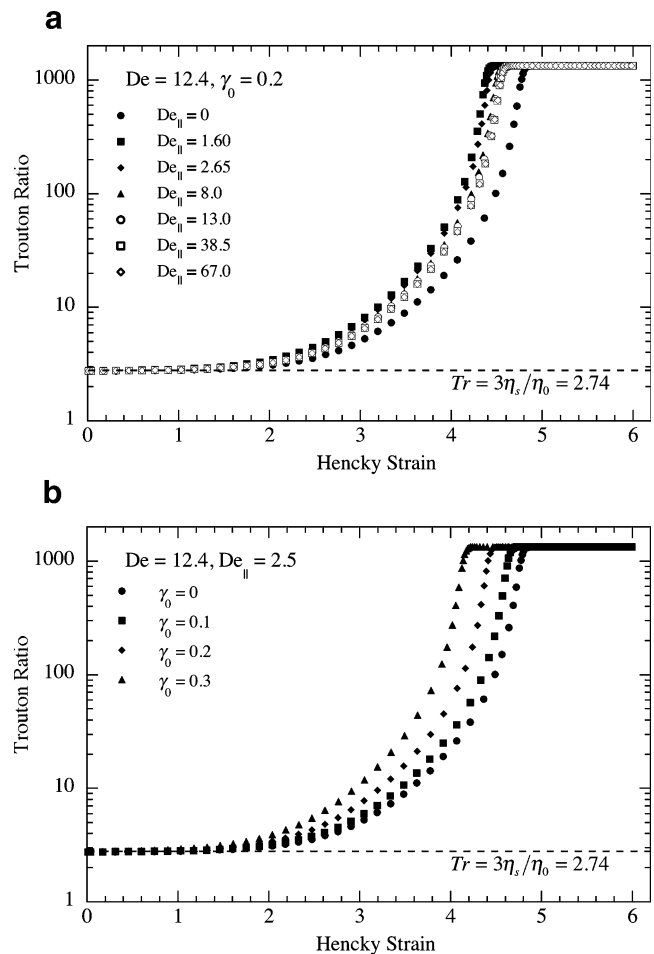 a
De = 12.4, γ₀ = 0.2
De∥ = 0
De∥ = 1.60
De∥ = 2.65
De∥ = 8.0
De∥ = 13.0
De∥ = 38.5
De∥ = 67.0
1000
100
10
1
Trouton Ratio
Tr = 3ηₛ/η₀ = 2.74
0 1 2 3 4 5 6
Hencky Strain
b
De = 12.4, De∥ = 2.5
γ₀ = 0
γ₀ = 0.1
γ₀ = 0.2
γ₀ = 0.3
1000
100
10
1
Trouton Ratio
Tr = 3ηₛ/η₀ = 2.74
0 1 2 3 4 5 6
Hencky Strain